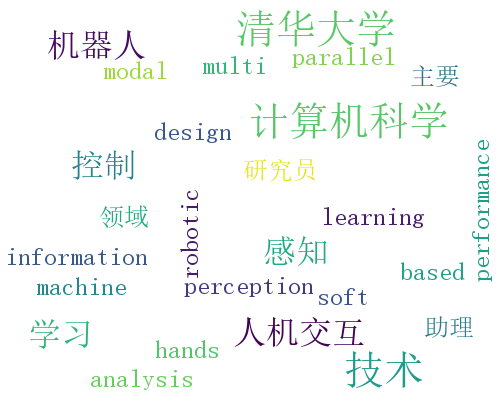 清华大学
机器人
parallel
multi
modal
主要
计算机科学
design
控制
研究员
performance
robotic
领域
learning
感知
information
based
machine
perception
soft
学习
人机交互
助理
hands
技术
analysis